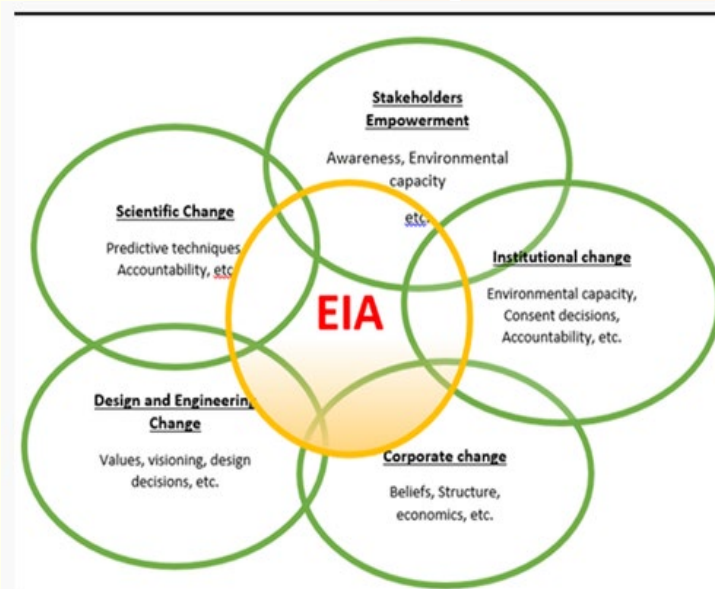 Stakeholders
Empowerment
Awareness, Environmental
capacity
etc.
Scientific Change
Predictive techniques
Accountability, etc
Institutional change
Environmental capacity,
Consent decisions,
Accountability, etc.
EIA
Design and Engineering
Change
Values, visioning, design
decisions, etc.
Corporate change
Beliefs, Structure,
economics, etc.